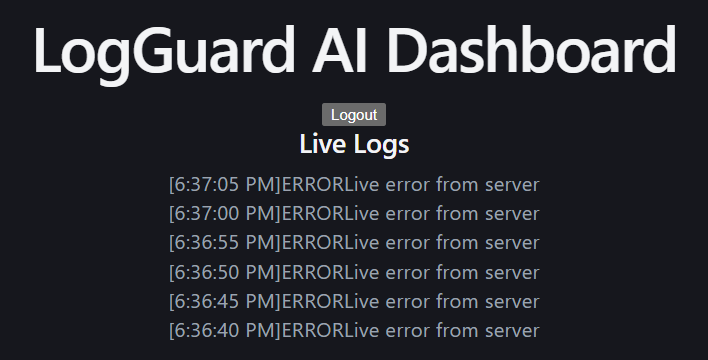 LogGuard AI Dashboard
Logout
Live Logs
[6:37:05 PM]ERRORLive error from server
[6:37:00 PM]ERRORLive error from server
[6:36:55 PM]ERRORLive error from server
[6:36:50 PM]ERRORLive error from server
[6:36:45 PM]ERRORLive error from server
[6:36:40 PM]ERRORLive error from server